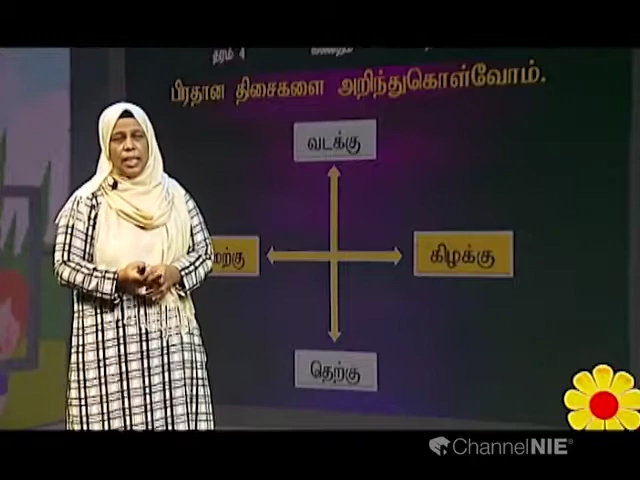 தரம் 4
பிரதான திசைகளை அறிந்துகொள்வோம்.
வடக்கு
கிழக்கு
தெற்கு
ChannelNIE